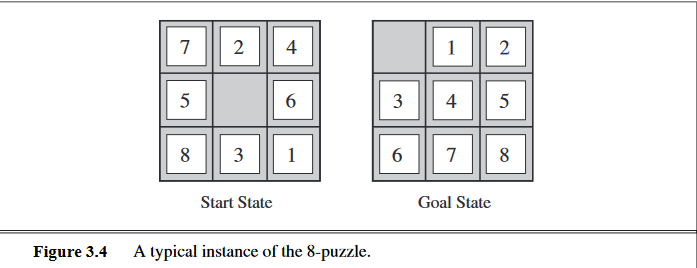 7 2 4 1 2
5 6 3 4 5
8 3 1 6 7 8
Start State Goal State
Figure 3.4 A typical instance of the 8-puzzle.